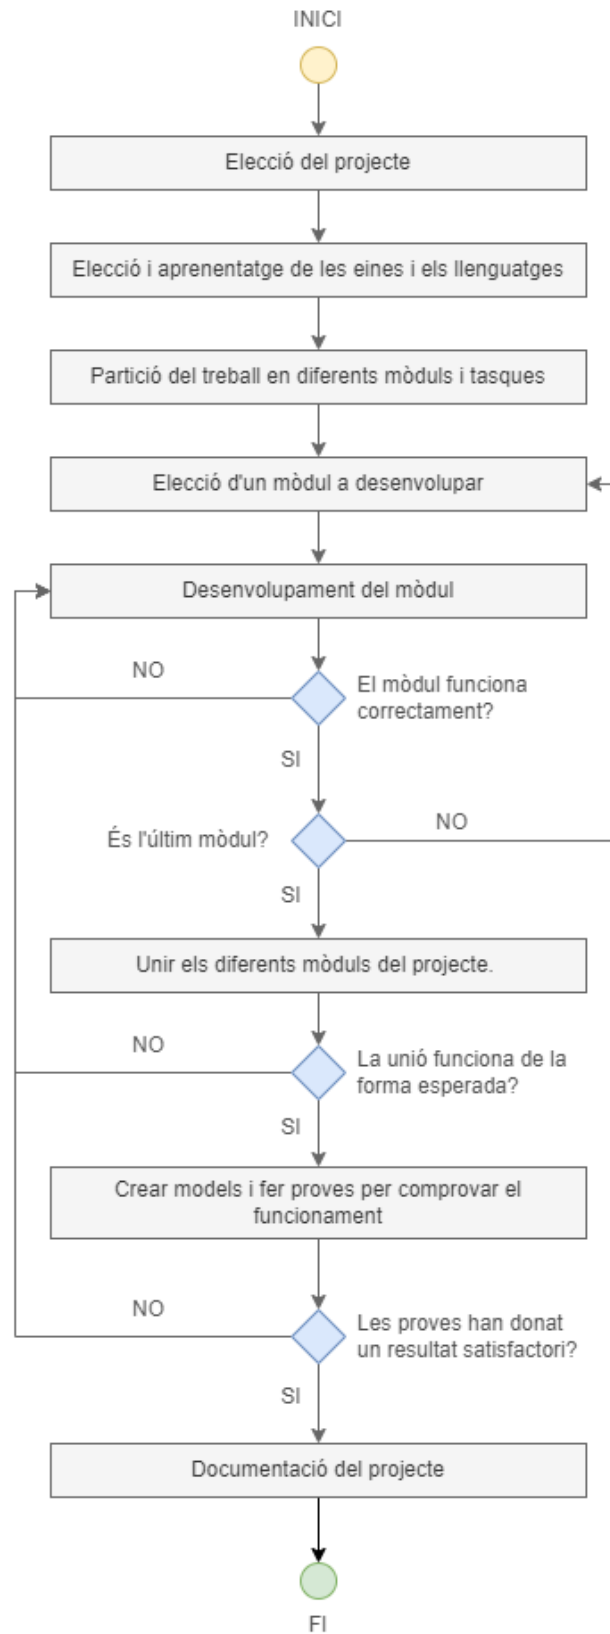 INICI
Elecció del projecte
Elecció i aprenentatge de les eines i els llenguatges
Partició del treball en diferents mòduls i tasques
Elecció d'un mòdul a desenvolupar
Desenvolupament del mòdul
NO
El mòdul funciona
correctament?
SI
És l'últim mòdul?
NO
SI
Unir els diferents mòduls del projecte.
NO
La unió funciona de la
forma esperada?
SI
Crear models i fer proves per comprovar el
funcionament
NO
Les proves han donat
un resultat satisfactori?
SI
Documentació del projecte
FI